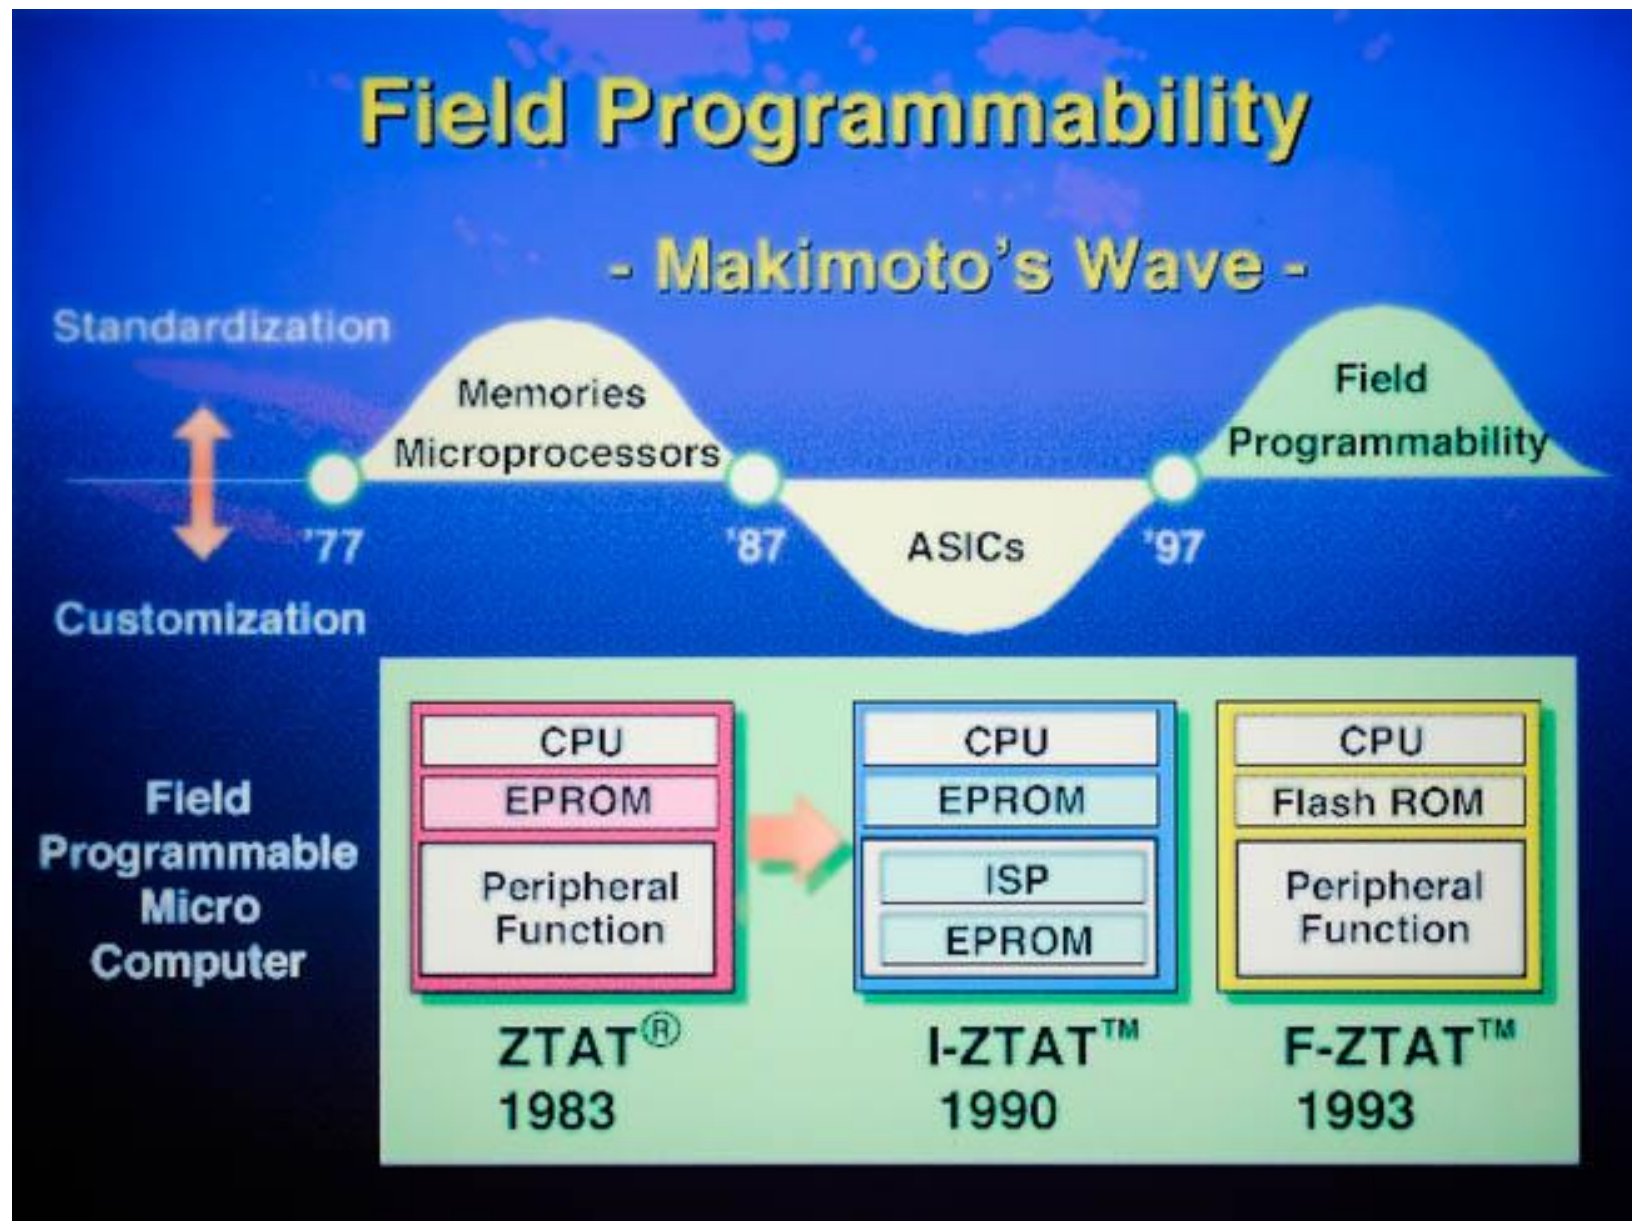 Field Programmability
- Makimoto's Wave -
Standardization
Memories
Microprocessors
Field
Programmability
'77
'87
ASICs
'97
Customization
Field
Programmable
Micro
Computer
CPU
EPROM
Peripheral
Function
ZTAT®
1983
CPU
EPROM
ISP
EPROM
I-ZTAT™
1990
CPU
Flash ROM
Peripheral
Function
F-ZTAT™
1993